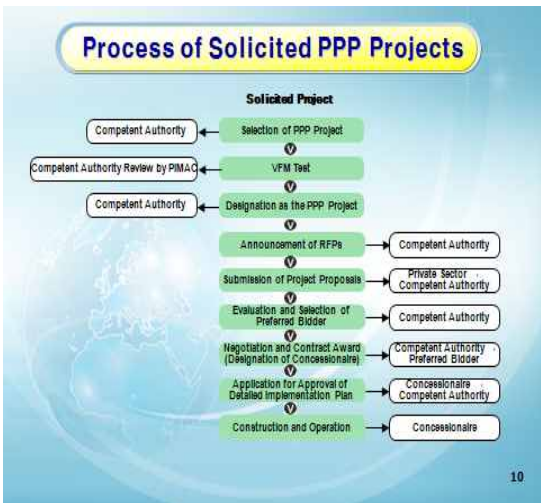 Process of Solicited PPP Projects
Solicited Project
Competent Authority
Selection of PPP Project
V
Competent Authority Review by PIMAC
VFM Test
V
Competent Authority
Designation as the PPP Project
V
Announcement of RFPs
Competent Authority
V
Submission of Project Proposals
Private Sector
Competent Authority
V
Evaluation and Selection of
Preferred Bidder
Competent Authority
V
Negotiation and Contract Award
(Designation of Concessionaire)
Competent Authority
Preferred Bidder
V
Application for Approval of
Detailed Implementation Plan
Concessionaire
Competent Authority
V
Construction and Operation
Concessionaire
10